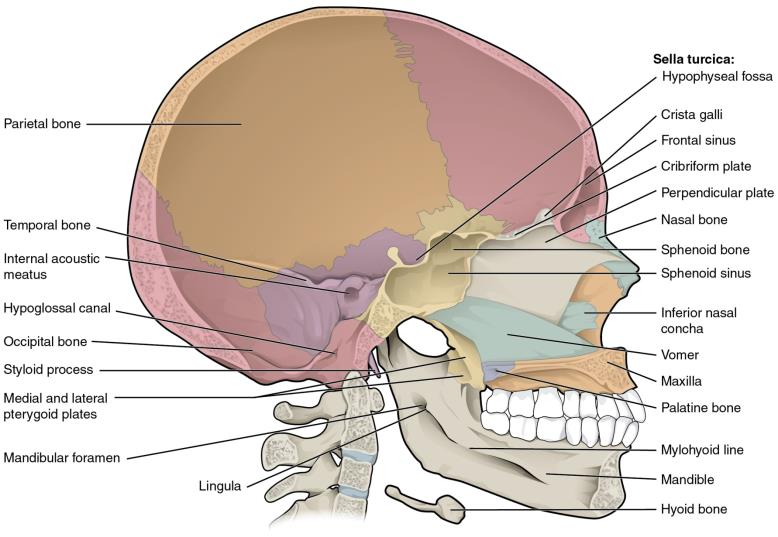 Sella turcica:
Hypophyseal fossa
Crista galli
Frontal sinus
Cribriform plate
Perpendicular plate
Nasal bone
Sphenoid bone
Sphenoid sinus
Inferior nasal
concha
Vomer
Maxilla
Palatine bone
Mylohyoid line
Mandible
Hyoid bone
Parietal bone
Temporal bone
Internal acoustic
meatus
Hypoglossal canal
Occipital bone
Styloid process
Medial and lateral
pterygoid plates
Mandibular foramen
Lingula